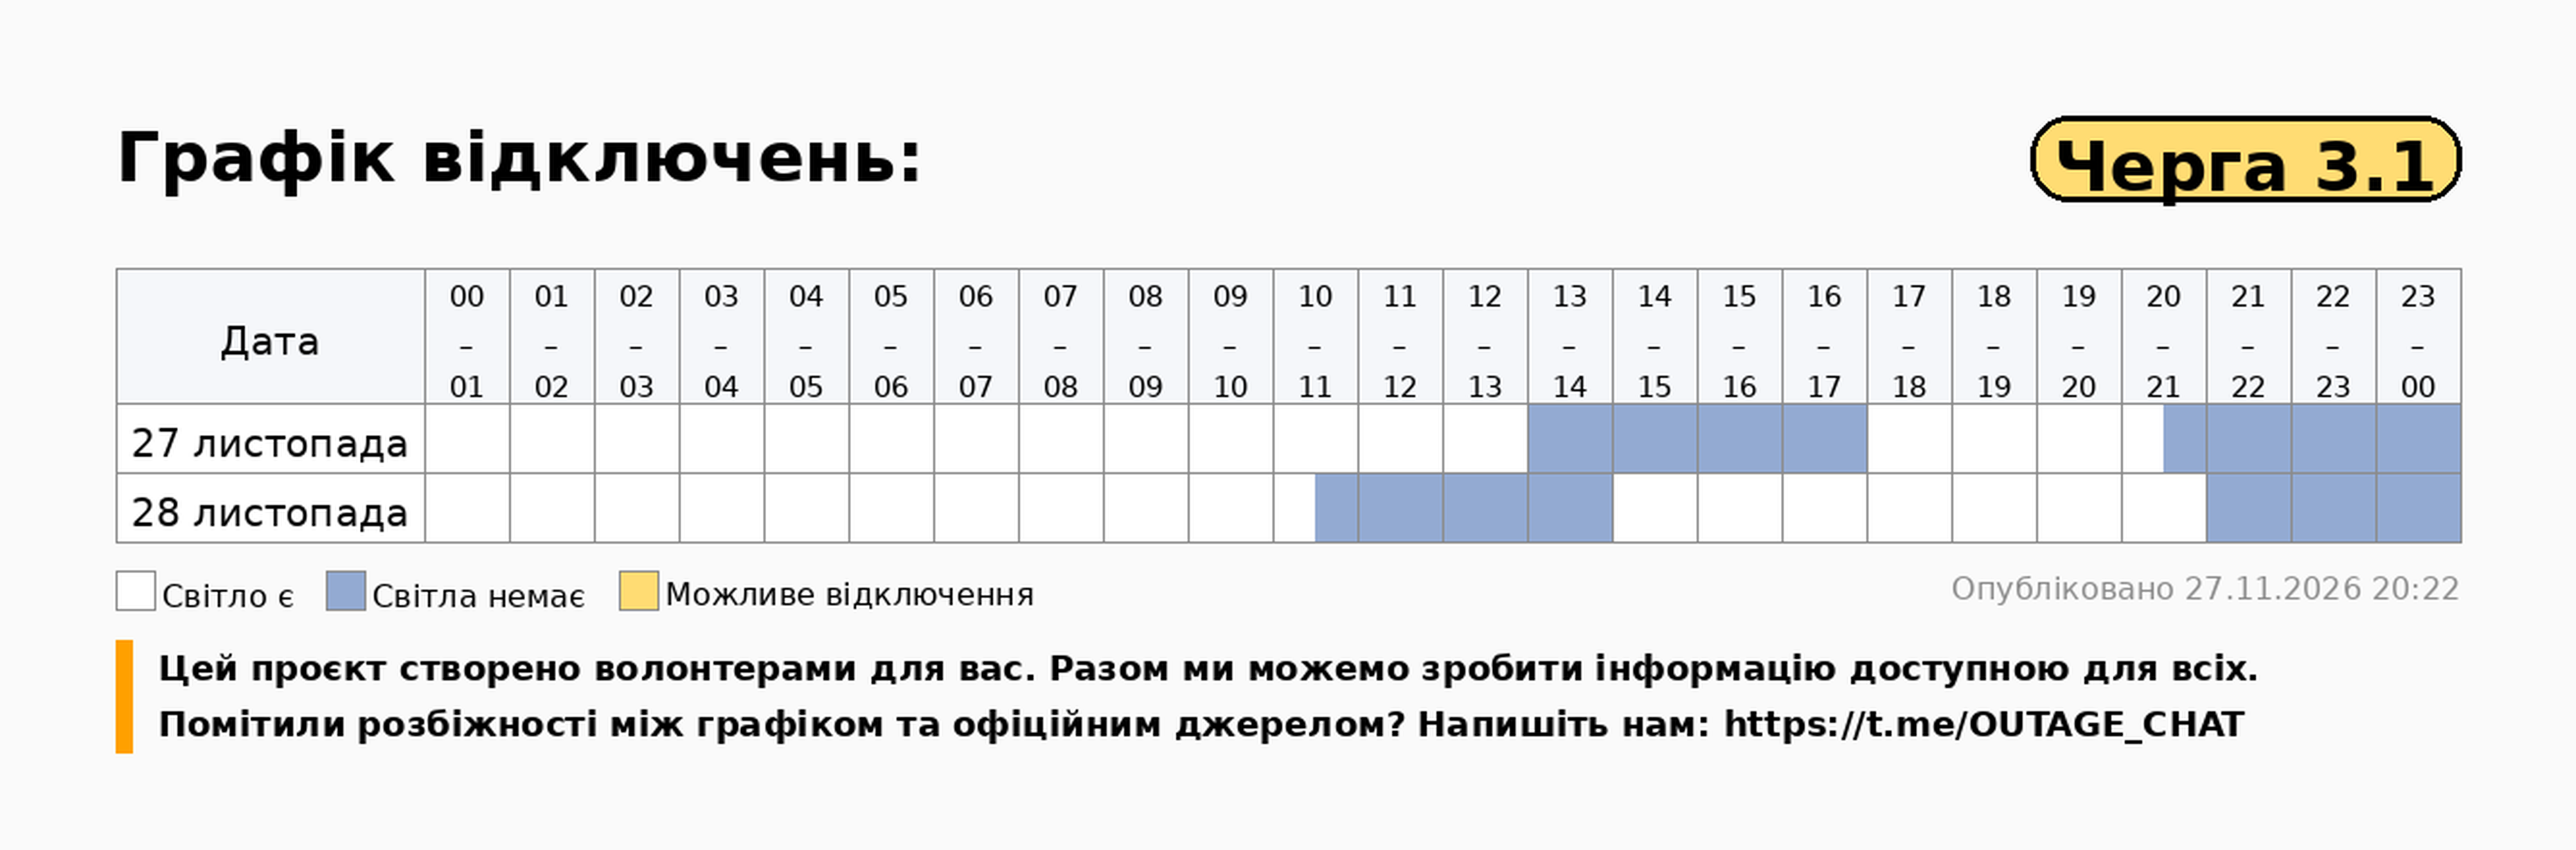 Графік відключень:
Черга 3.1
Дата
00 – 01
01 – 02
02 – 03
03 – 04
04 – 05
05 – 06
06 – 07
07 – 08
08 – 09
09 – 10
10 – 11
11 – 12
12 – 13
13 – 14
14 – 15
15 – 16
16 – 17
17 – 18
18 – 19
19 – 20
20 – 21
21 – 22
22 – 23
23 – 00
27 листопада
28 листопада
Світло є
Світла немає
Можливе відключення
Опубліковано 27.11.2026 20:22
Цей проєкт створено волонтерами для вас. Разом ми можемо зробити інформацію доступною для всіх.
Помітили розбіжності між графіком та офіційним джерелом? Напишіть нам: https://t.me/OUTAGE_CHAT